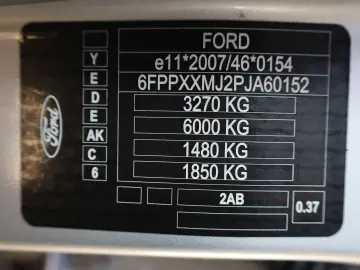 FORD
Y e11*2007/46*0154
E 6FPPXXMJ2PJA60152
D 3270 KG
E 6000 KG
AK 1480 KG
C 1850 KG
6
2AB
0.37
Ford